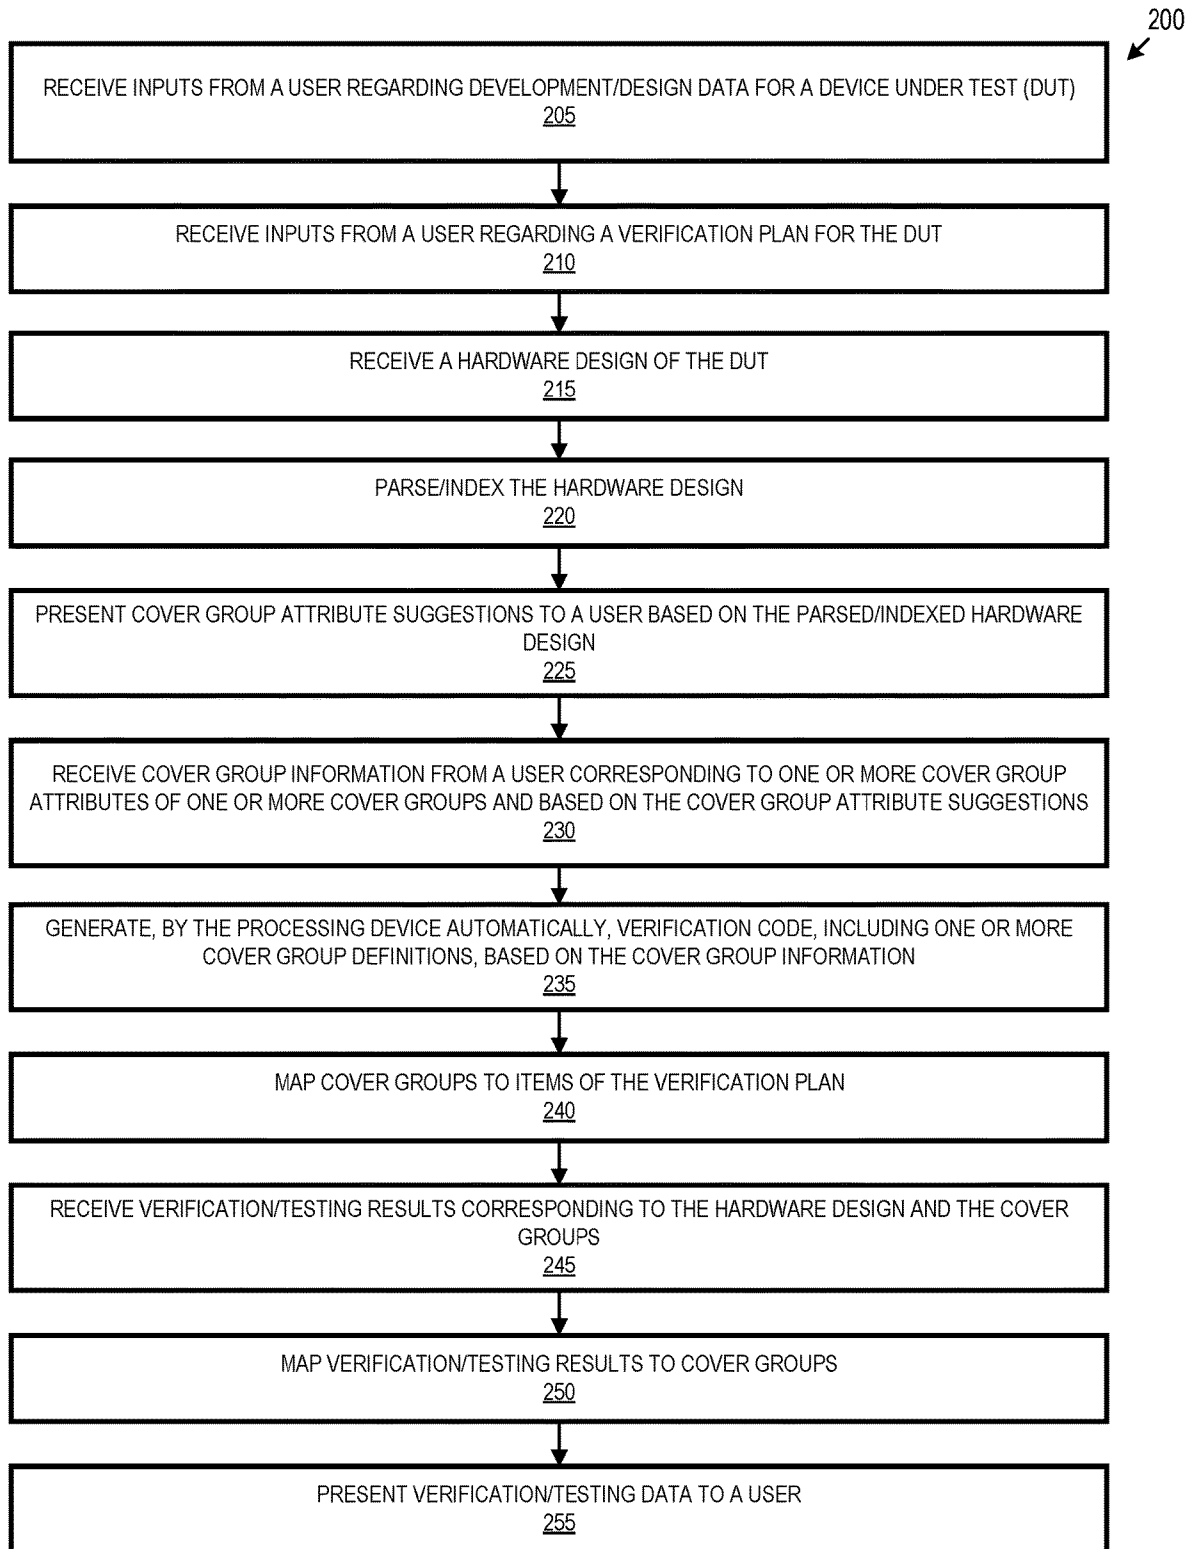 200
RECEIVE INPUTS FROM A USER REGARDING DEVELOPMENT/DESIGN DATA FOR A DEVICE UNDER TEST (DUT)
205
RECEIVE INPUTS FROM A USER REGARDING A VERIFICATION PLAN FOR THE DUT
210
RECEIVE A HARDWARE DESIGN OF THE DUT
215
PARSE/INDEX THE HARDWARE DESIGN
220
PRESENT COVER GROUP ATTRIBUTE SUGGESTIONS TO A USER BASED ON THE PARSED/INDEXED HARDWARE
DESIGN
225
RECEIVE COVER GROUP INFORMATION FROM A USER CORRESPONDING TO ONE OR MORE COVER GROUP
ATTRIBUTES OF ONE OR MORE COVER GROUPS AND BASED ON THE COVER GROUP ATTRIBUTE SUGGESTIONS
230
GENERATE, BY THE PROCESSING DEVICE AUTOMATICALLY, VERIFICATION CODE, INCLUDING ONE OR MORE
COVER GROUP DEFINITIONS, BASED ON THE COVER GROUP INFORMATION
235
MAP COVER GROUPS TO ITEMS OF THE VERIFICATION PLAN
240
RECEIVE VERIFICATION/TESTING RESULTS CORRESPONDING TO THE HARDWARE DESIGN AND THE COVER
GROUPS
245
MAP VERIFICATION/TESTING RESULTS TO COVER GROUPS
250
PRESENT VERIFICATION/TESTING DATA TO A USER
255